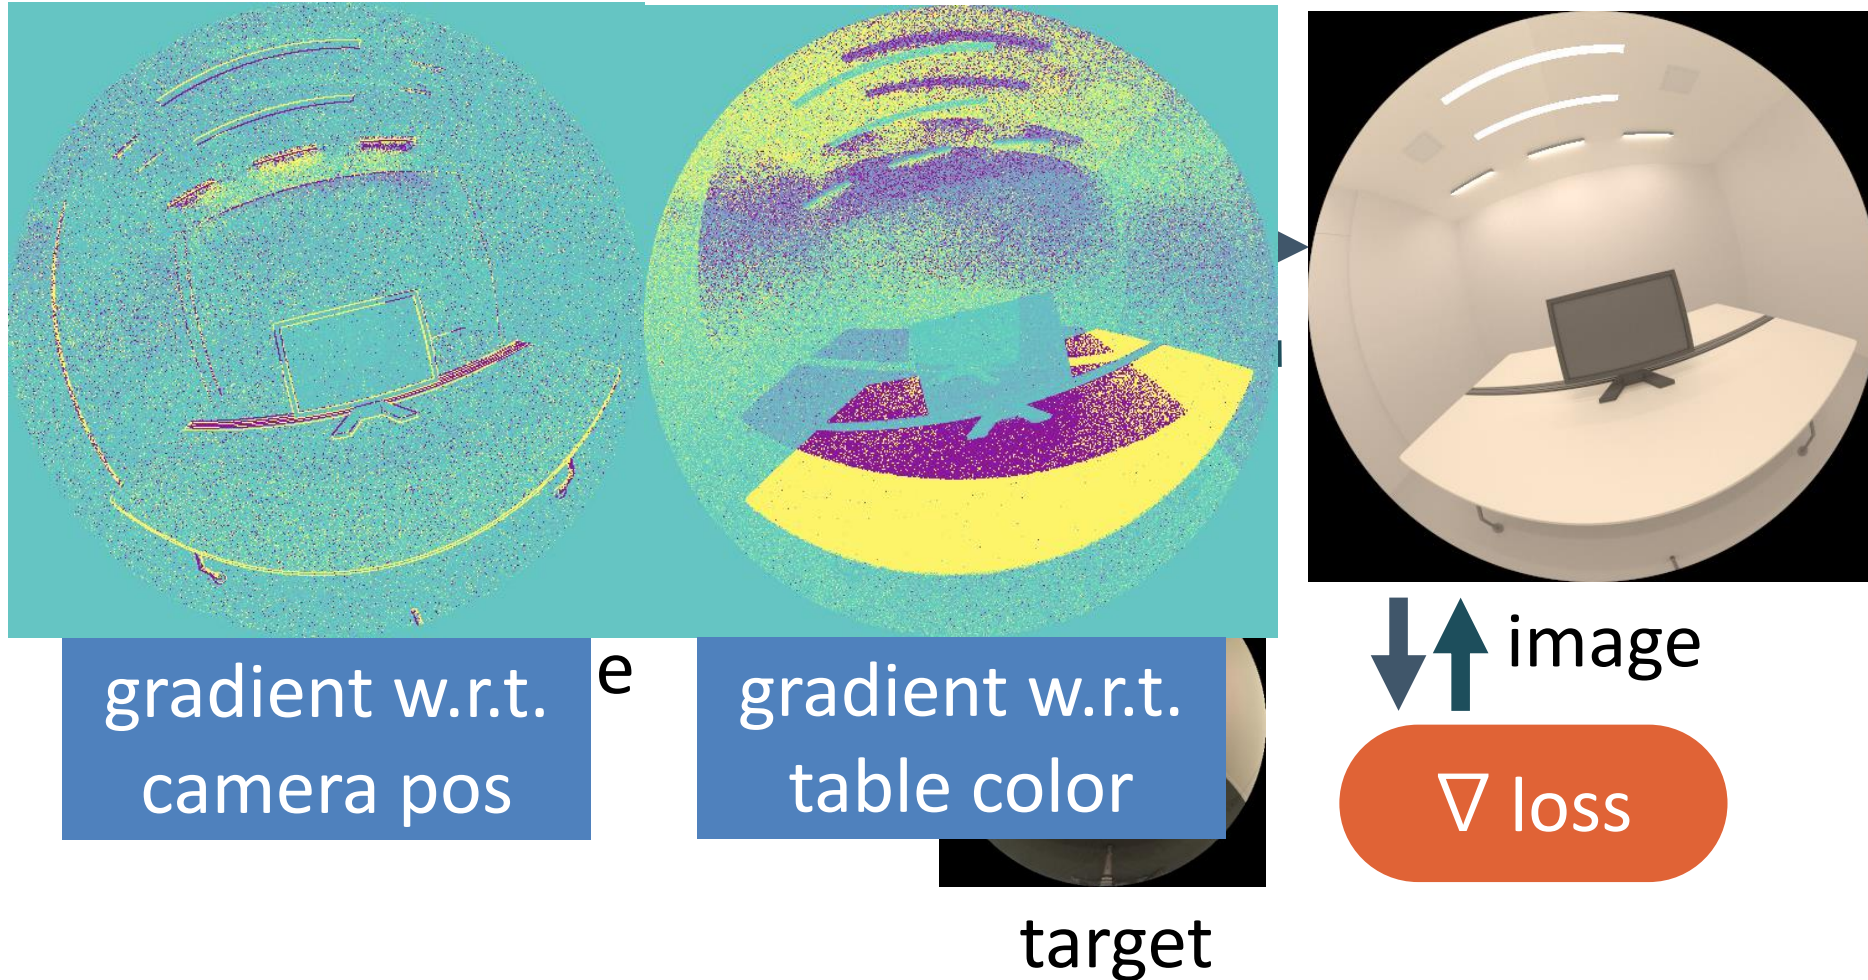 gradient w.r.t.
camera pos
e
gradient w.r.t.
table color
image
∇ loss
target